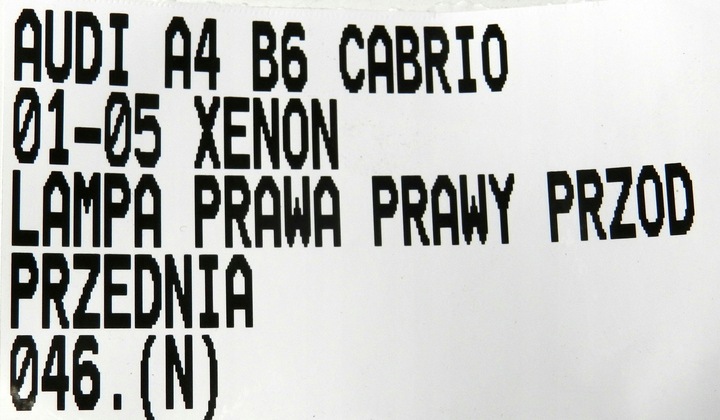 AUDI A4 B6 CABRIO
01-05 XENON
LAMPA PRAWA PRAWY PRZOD
PRZEDNIA
046.(N)